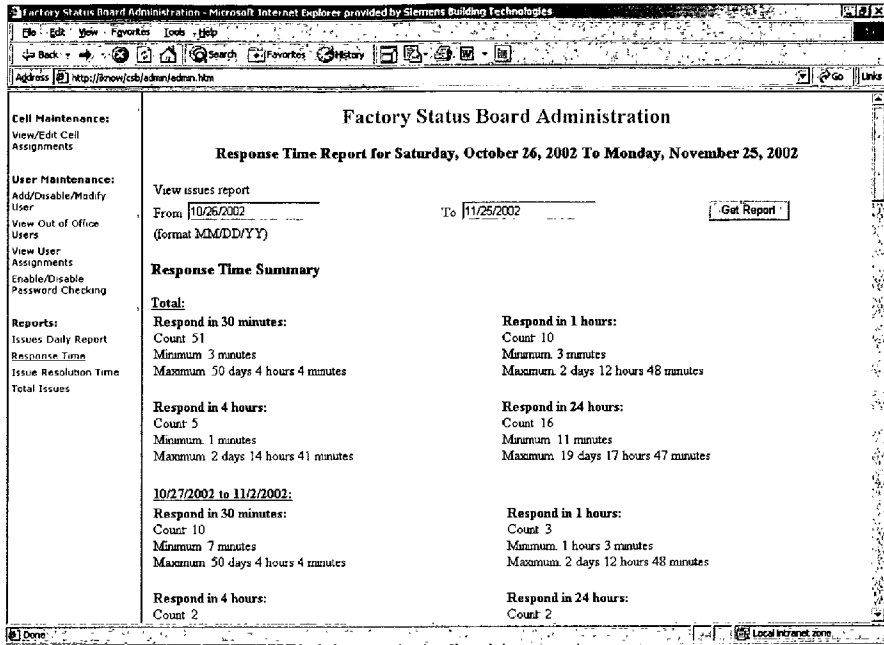 Factory Status Board Administration - Microsoft Internet Explorer provided by Siemens Building Technologies
File Edit View Favorites Tools Help
Back Search Favorites History
Address http://iknow/csb/admin/admin.htm Go Links
Cell Maintenance:
View/Edit Cell
Assignments
User Maintenance:
Add/Disable/Modify
User
View Out of Office
Users
View User
Assignments
Enable/Disable
Password Checking
Reports:
Issues Daily Report
Response Time
Issue Resolution Time
Total Issues
Factory Status Board Administration
Response Time Report for Saturday, October 26, 2002 To Monday, November 25, 2002
View issues report
From 10/26/2002 To 11/25/2002 Get Report
(format MM/DD/YY)
Response Time Summary
Total:
Respond in 30 minutes:
Count 51
Minimum 3 minutes
Maximum 50 days 4 hours 4 minutes
Respond in 1 hours:
Count 10
Minimum. 3 minutes
Maximum. 2 days 12 hours 48 minutes
Respond in 4 hours:
Count 5
Minimum. 1 minutes
Maximum 2 days 14 hours 41 minutes
Respond in 24 hours:
Count 16
Minimum 11 minutes
Maximum. 19 days 17 hours 47 minutes
10/27/2002 to 11/2/2002:
Respond in 30 minutes:
Count 10
Minimum 7 minutes
Maximum 50 days 4 hours 4 minutes
Respond in 1 hours:
Count 3
Minimum. 1 hours 3 minutes
Maximum. 2 days 12 hours 48 minutes
Respond in 4 hours:
Count 2
Respond in 24 hours:
Count 2
Done Local intranet zone